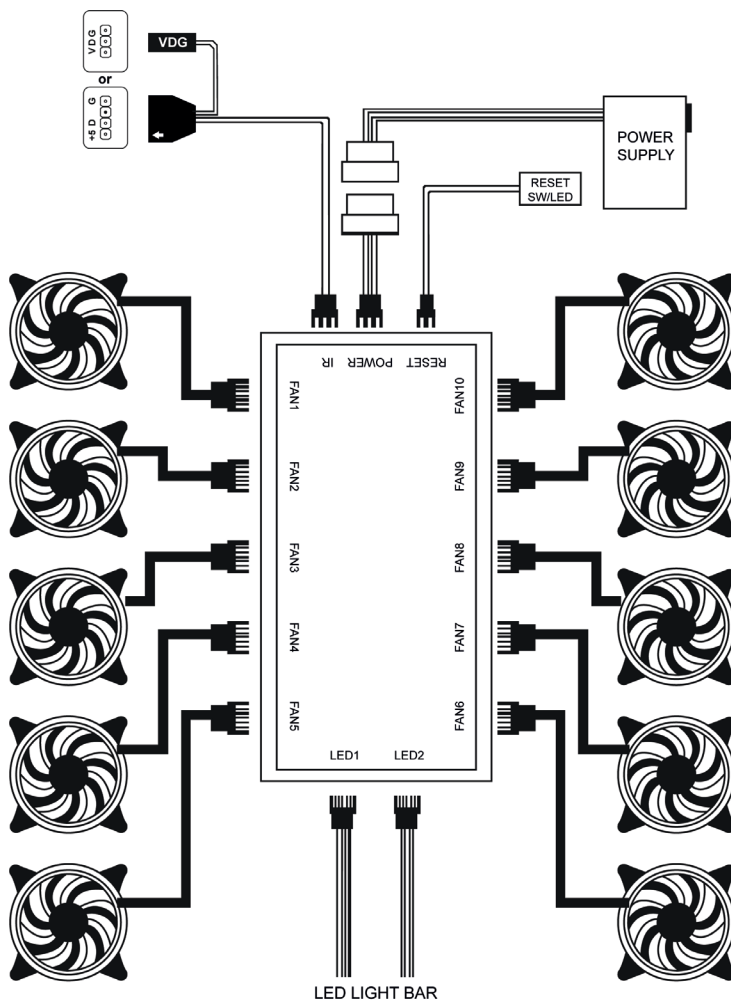 V D G
VDG
or
+5 D G
POWER
SUPPLY
RESET
SW/LED
IR
POWER
RESET
FAN1
FAN10
FAN2
FAN9
FAN3
FAN8
FAN4
FAN7
FAN5
FAN6
LED1
LED2
LED LIGHT BAR